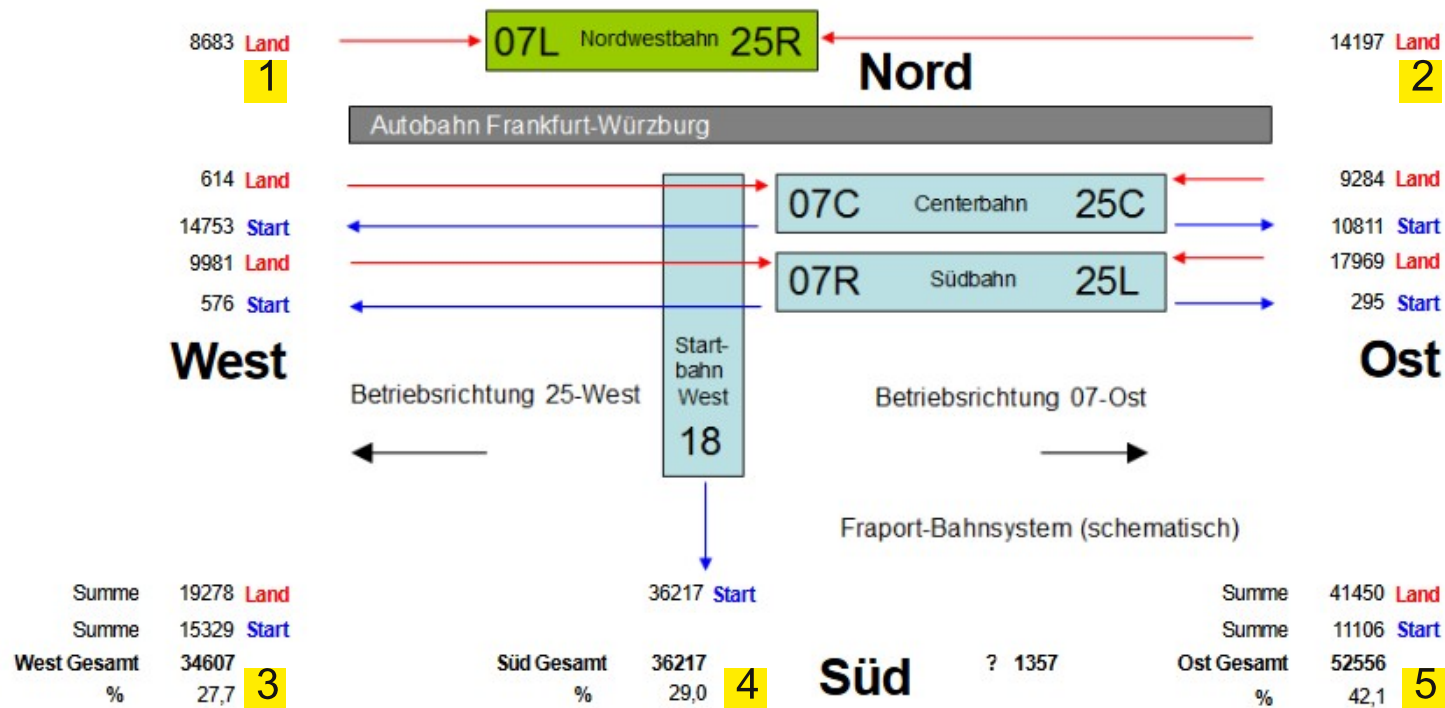 8683 Land
07L Nordwestbahn 25R
14197 Land
1
Nord
2
Autobahn Frankfurt-Würzburg
614 Land
07C Centerbahn 25C
9284 Land
14753 Start
10811 Start
9981 Land
07R Südbahn 25L
17969 Land
576 Start
295 Start
West
Start-
bahn
West
18
Ost
Betriebsrichtung 25-West
Betriebsrichtung 07-Ost
Fraport-Bahnsystem (schematisch)
Summe 19278 Land
36217 Start
Summe 41450 Land
Summe 15329 Start
Summe 11106 Start
West Gesamt 34607
Süd Gesamt 36217
Süd
? 1357
Ost Gesamt 52556
% 27,7 3
% 29,0 4
% 42,1 5